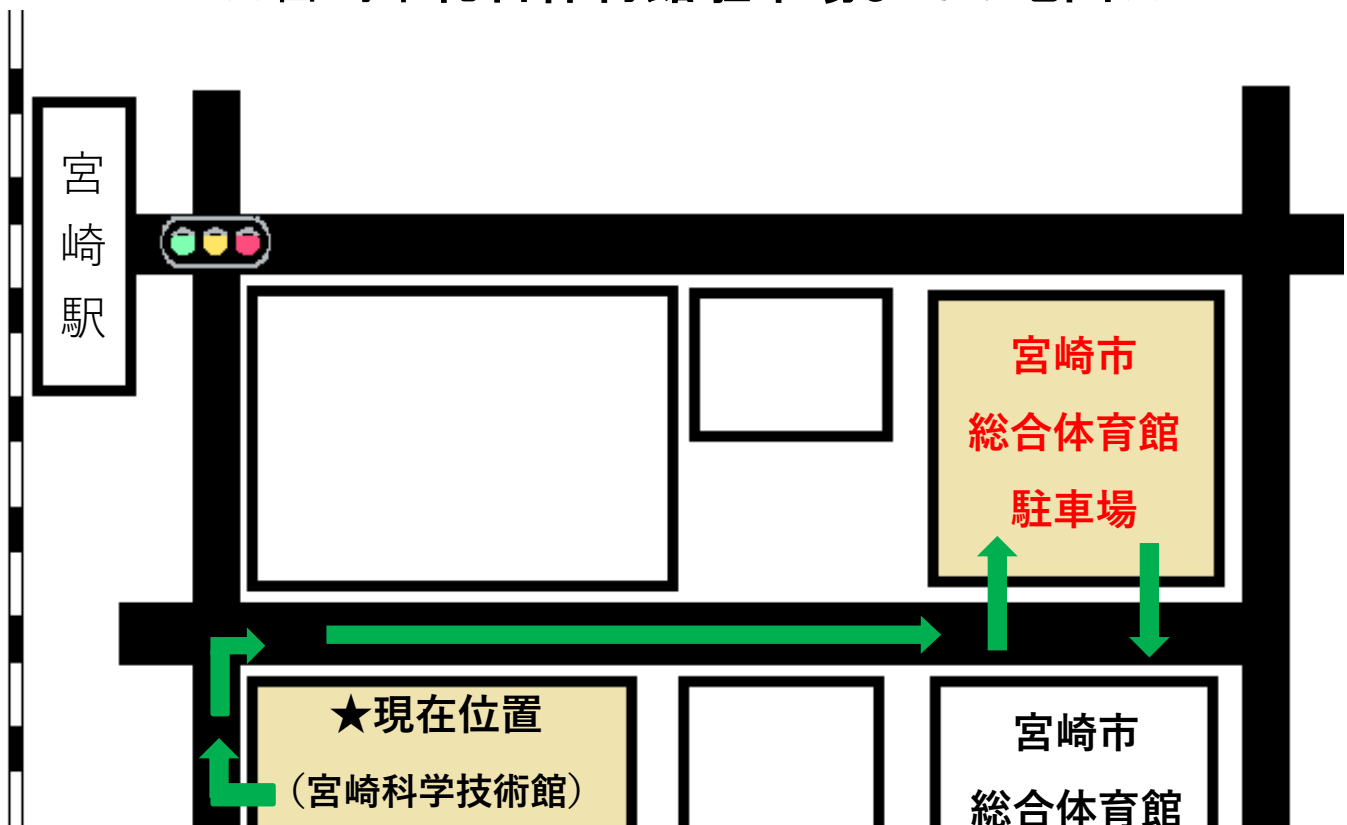 宮崎駅
宮崎市
総合体育館
駐車場
★現在位置
（宮崎科学技術館）
宮崎市
総合体育館